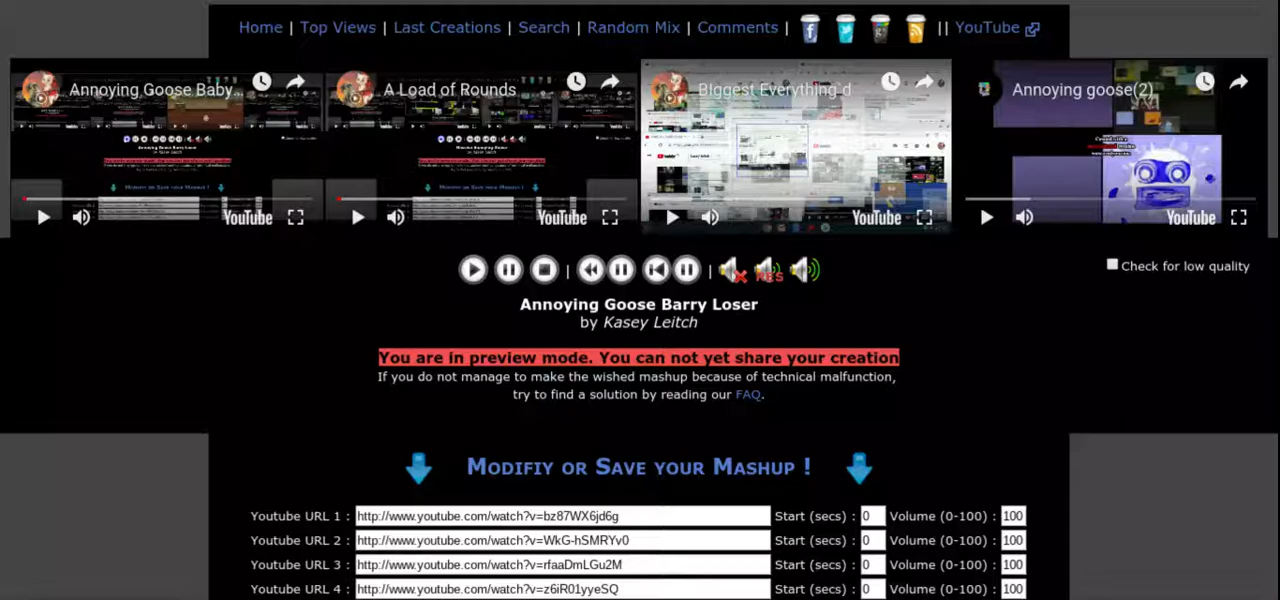 Home | Top Views | Last Creations | Search | Random Mix | Comments | || YouTube
Annoying Goose Baby...
A Load of Rounds
BIggest Everything d
Annoying goose(2)
YouTube
YouTube
YouTube
YouTube
RES
Check for low quality
Annoying Goose Barry Loser
by Kasey Leitch
You are in preview mode. You can not yet share your creation
If you do not manage to make the wished mashup because of technical malfunction,
try to find a solution by reading our FAQ.
Modifiy or Save your Mashup !
Youtube URL 1 : http://www.youtube.com/watch?v=bz87WX6jd6g Start (secs) : 0 Volume (0-100) : 100
Youtube URL 2 : http://www.youtube.com/watch?v=WkG-hSMRYv0 Start (secs) : 0 Volume (0-100) : 100
Youtube URL 3 : http://www.youtube.com/watch?v=rfaaDmLGu2M Start (secs) : 0 Volume (0-100) : 100
Youtube URL 4 : http://www.youtube.com/watch?v=z6iR01yyeSQ Start (secs) : 0 Volume (0-100) : 100